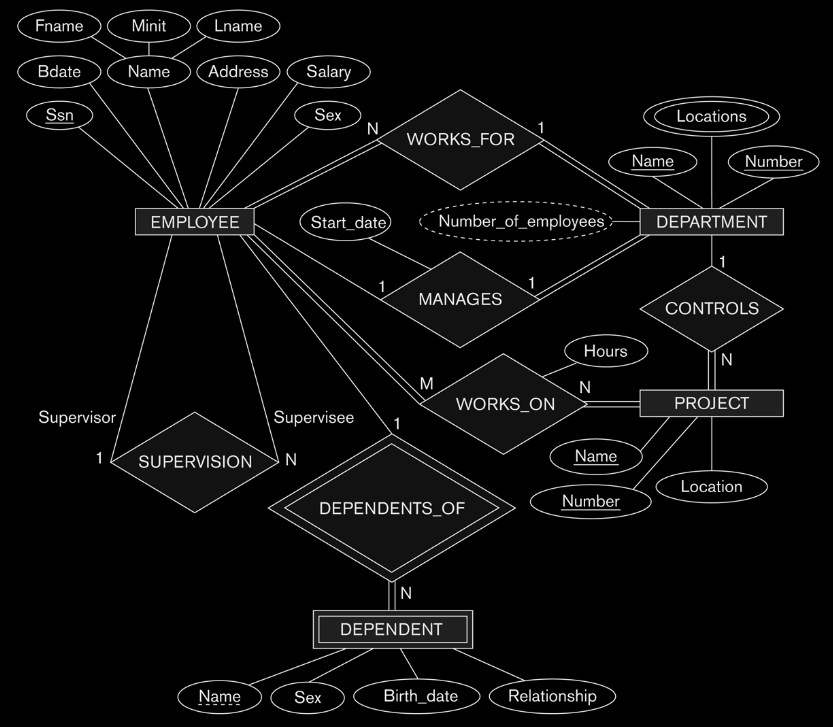 Fname
Minit
Lname
Bdate
Name
Address
Salary
Ssn
Sex
N
WORKS_FOR
1
Locations
Name
Number
EMPLOYEE
Start_date
Number_of_employees
DEPARTMENT
1
MANAGES
1
1
CONTROLS
N
Hours
M
WORKS_ON
N
PROJECT
Supervisor
Supervisee
1
SUPERVISION
N
1
Name
Number
Location
DEPENDENTS_OF
N
DEPENDENT
Name
Sex
Birth_date
Relationship